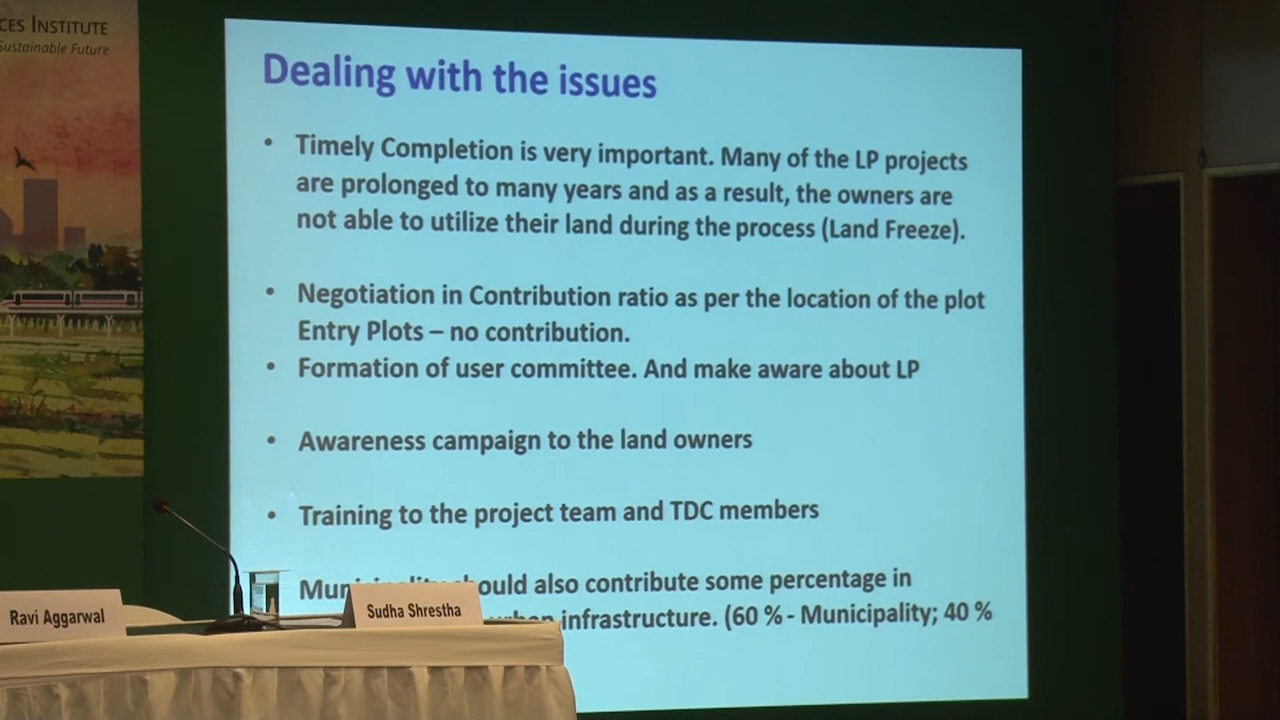 CES INSTITUTE
Sustainable Future
Dealing with the issues
• Timely Completion is very important. Many of the LP projects
are prolonged to many years and as a result, the owners are
not able to utilize their land during the process (Land Freeze).
• Negotiation in Contribution ratio as per the location of the plot
Entry Plots – no contribution.
• Formation of user committee. And make aware about LP
• Awareness campaign to the land owners
• Training to the project team and TDC members
also contribute some percentage in
infrastructure. (60 % - Municipality; 40 %
Ravi Aggarwal
Sudha Shrestha